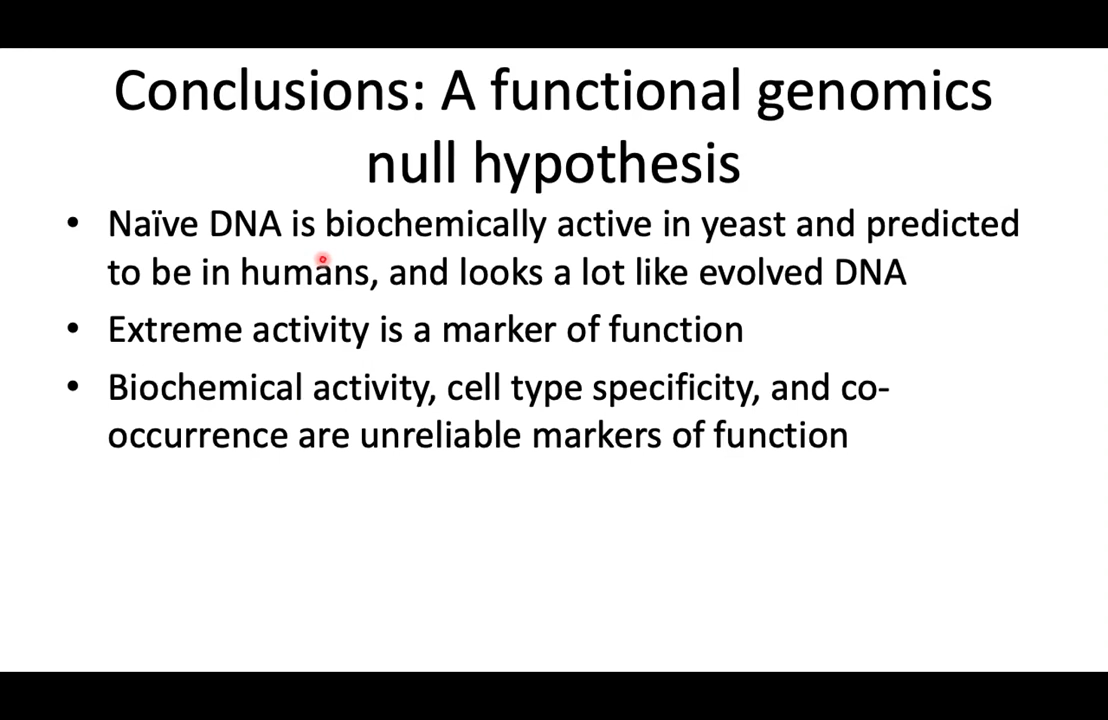 Conclusions: A functional genomics
null hypothesis
• Naïve DNA is biochemically active in yeast and predicted
to be in humans, and looks a lot like evolved DNA
• Extreme activity is a marker of function
• Biochemical activity, cell type specificity, and co-
occurrence are unreliable markers of function